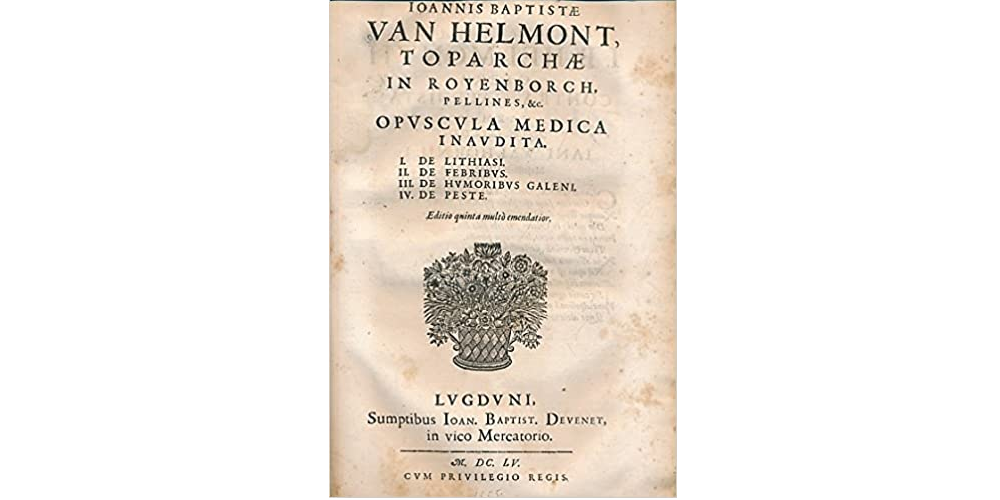 IOANNIS BAPTISTÆ
VAN HELMONT,
TOPARCHÆ
IN ROYENBORCH,
PELLINES, &c.
OPVSCVLA MEDICA
INAVDITA.
I. DE LITHIASI.
II. DE FEBRIBVS.
III. DE HVMORIBVS GALENI.
IV. DE PESTE.
Editio quinta multò emendatior.
LVGDVNI,
Sumptibus IOAN. BAPTIST. DEVENET,
in vico Mercatorio.
M. DC. LV.
CVM PRIVILEGIO REGIS.